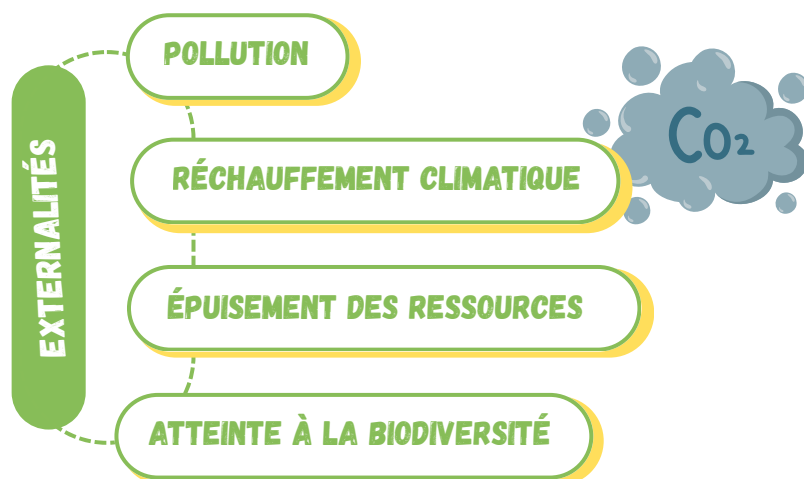 POLLUTION
RÉCHAUFFEMENT CLIMATIQUE
ÉPUISEMENT DES RESSOURCES
ATTEINTE À LA BIODIVERSITÉ
EXTERNALITÉS
CO₂